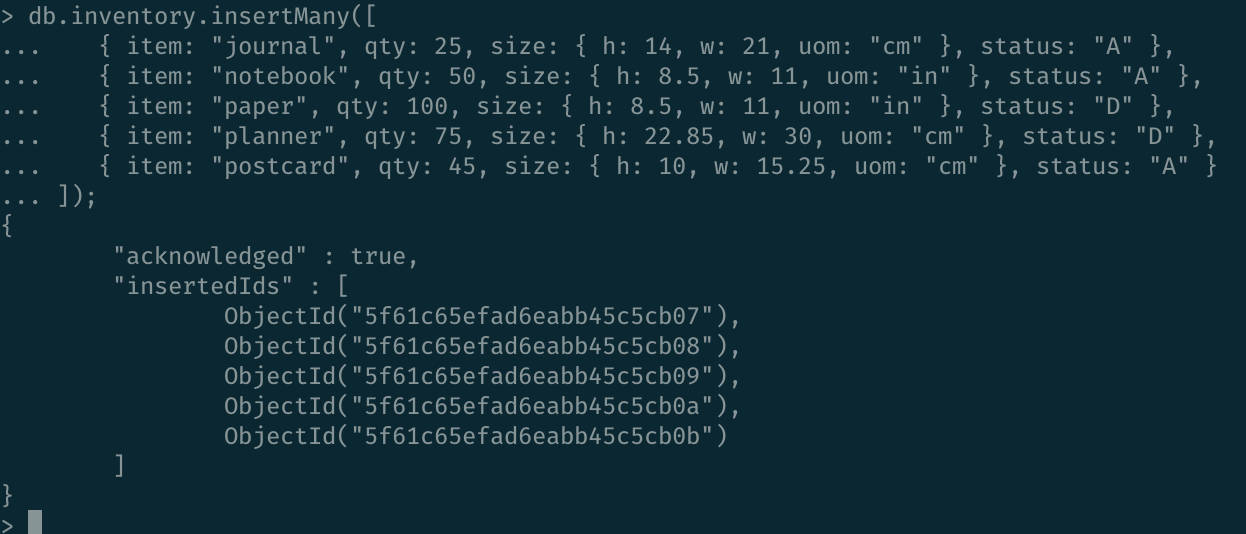 > db.inventory.insertMany([
...    { item: "journal", qty: 25, size: { h: 14, w: 21, uom: "cm" }, status: "A" },
...    { item: "notebook", qty: 50, size: { h: 8.5, w: 11, uom: "in" }, status: "A" },
...    { item: "paper", qty: 100, size: { h: 8.5, w: 11, uom: "in" }, status: "D" },
...    { item: "planner", qty: 75, size: { h: 22.85, w: 30, uom: "cm" }, status: "D" },
...    { item: "postcard", qty: 45, size: { h: 10, w: 15.25, uom: "cm" }, status: "A" }
... ]);
{
        "acknowledged" : true,
        "insertedIds" : [
                ObjectId("5f61c65efad6eabb45c5cb07"),
                ObjectId("5f61c65efad6eabb45c5cb08"),
                ObjectId("5f61c65efad6eabb45c5cb09"),
                ObjectId("5f61c65efad6eabb45c5cb0a"),
                ObjectId("5f61c65efad6eabb45c5cb0b")
        ]
}
>